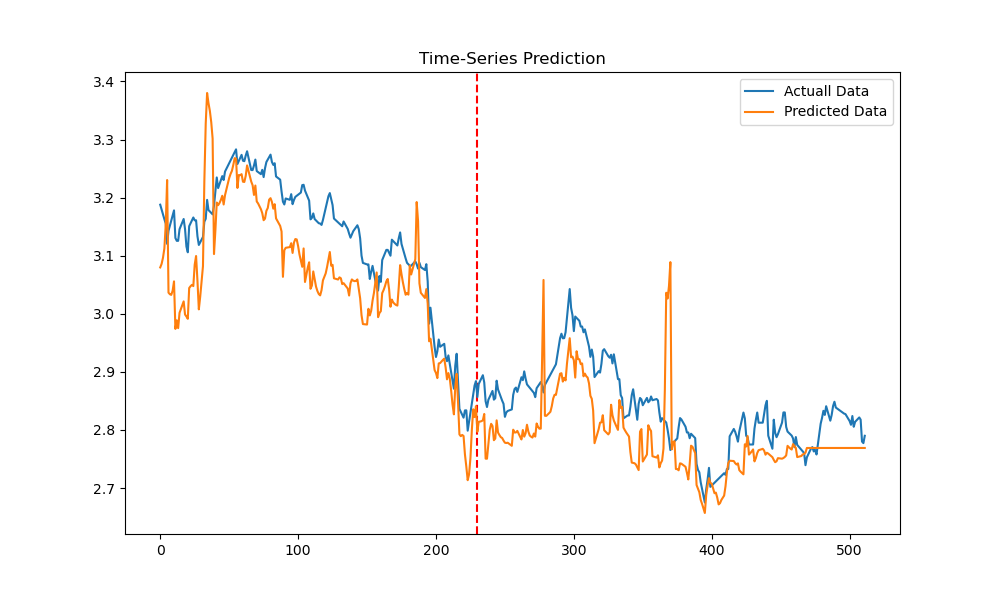 Time-Series Prediction
Actuall Data
Predicted Data
3.4
3.3
3.2
3.1
3.0
2.9
2.8
2.7
0 100 200 300 400 500